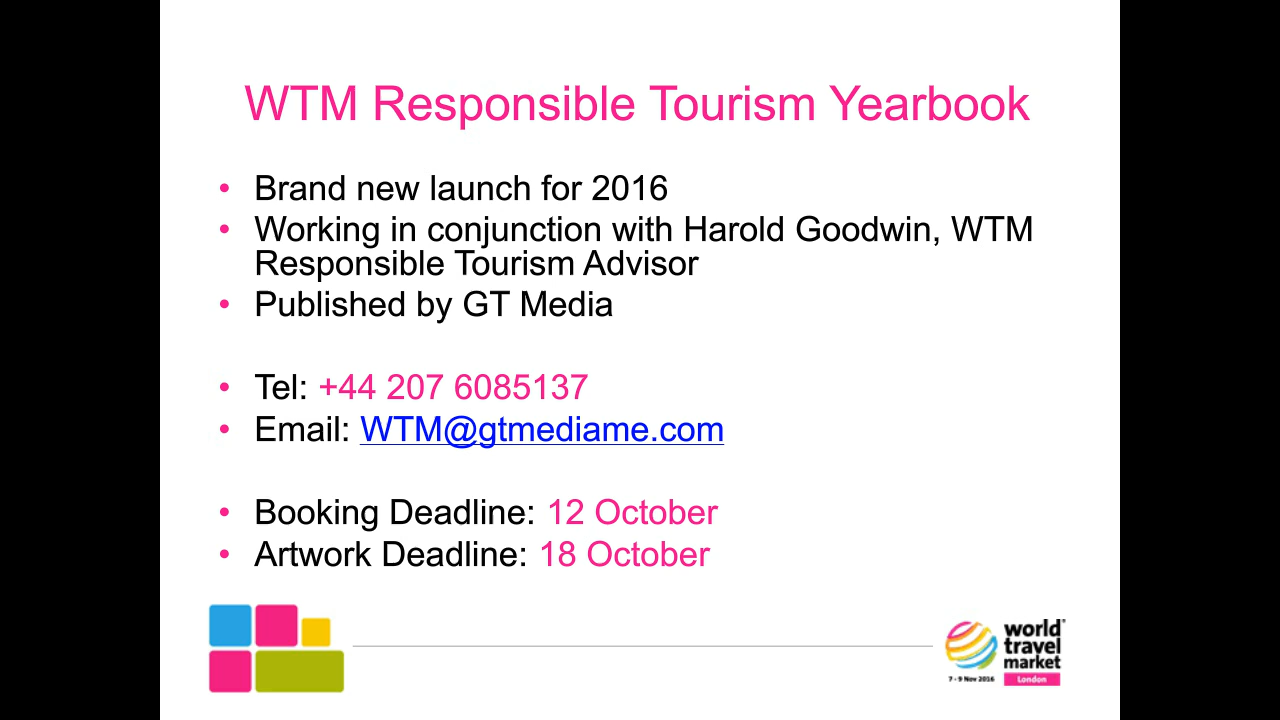 WTM Responsible Tourism Yearbook
• Brand new launch for 2016
• Working in conjunction with Harold Goodwin, WTM
Responsible Tourism Advisor
• Published by GT Media
• Tel: +44 207 6085137
• Email: WTM@gtmediame.com
• Booking Deadline: 12 October
• Artwork Deadline: 18 October
world
travel
market
7 - 9 Nov 2016 London